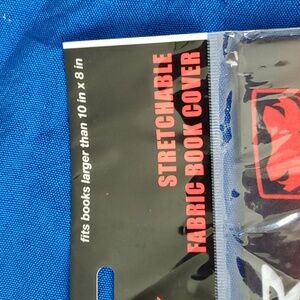 fits books larger than 10 in x 8 in
STRETCHABLE
FABRIC BOOK COVER